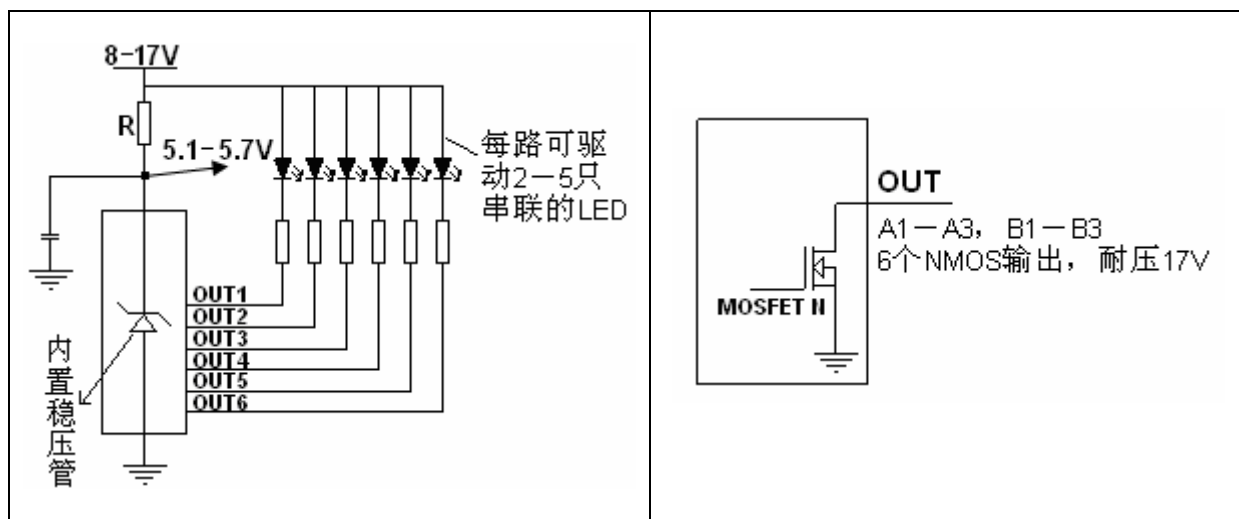 8-17V
R
5.1-5.7V
每路可驱
动2－5只
串联的LED
OUT1
OUT2
OUT3
OUT4
OUT5
OUT6
内
置
稳
压
管
OUT
A1－A3，B1－B3
6个NMOS输出，耐压17V
MOSFET N